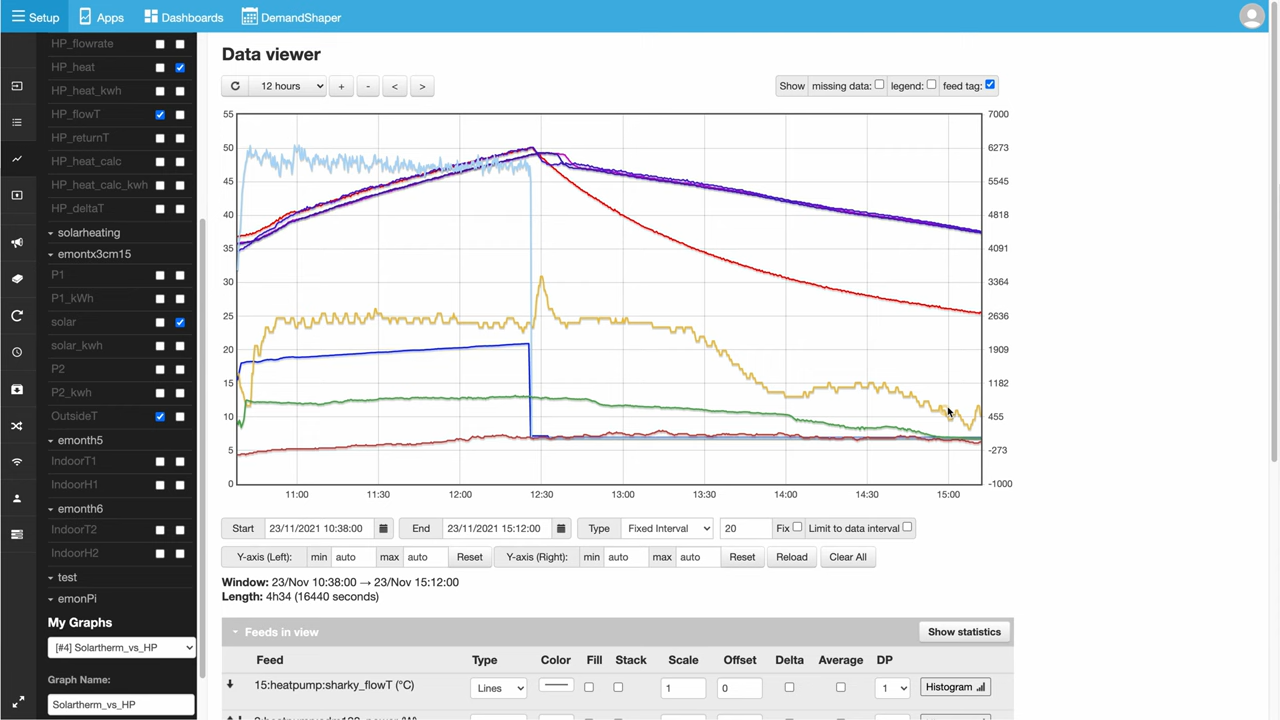 Setup Apps Dashboards DemandShaper
HP_flowrate
HP_heat
HP_heat_kwh
HP_flowT
HP_returnT
HP_heat_calc
HP_heat_calc_kwh
HP_deltaT
solarheating
emontx3cm15
P1
P1_kWh
solar
solar_kwh
P2
P2_kwh
OutsideT
emonth5
IndoorT1
IndoorH1
emonth6
IndoorT2
IndoorH2
test
emonPi
My Graphs
[#4] Solartherm_vs_HP
Graph Name:
Solartherm_vs_HP
Data viewer
12 hours + - < > Show missing data: legend: feed tag:
55 7000
50 6273
45 5545
40 4818
35 4091
30 3364
25 2636
20 1909
15 1182
10 455
5 -273
0 -1000
11:00 11:30 12:00 12:30 13:00 13:30 14:00 14:30 15:00
Start 23/11/2021 10:38:00 End 23/11/2021 15:12:00 Type Fixed Interval 20 Fix Limit to data interval
Y-axis (Left): min auto max auto Reset Y-axis (Right): min auto max auto Reset Reload Clear All
Window: 23/Nov 10:38:00 → 23/Nov 15:12:00
Length: 4h34 (16440 seconds)
Feeds in view Show statistics
Feed Type Color Fill Stack Scale Offset Delta Average DP
15:heatpump:sharky_flowT (°C) Lines 1 0 1 Histogram